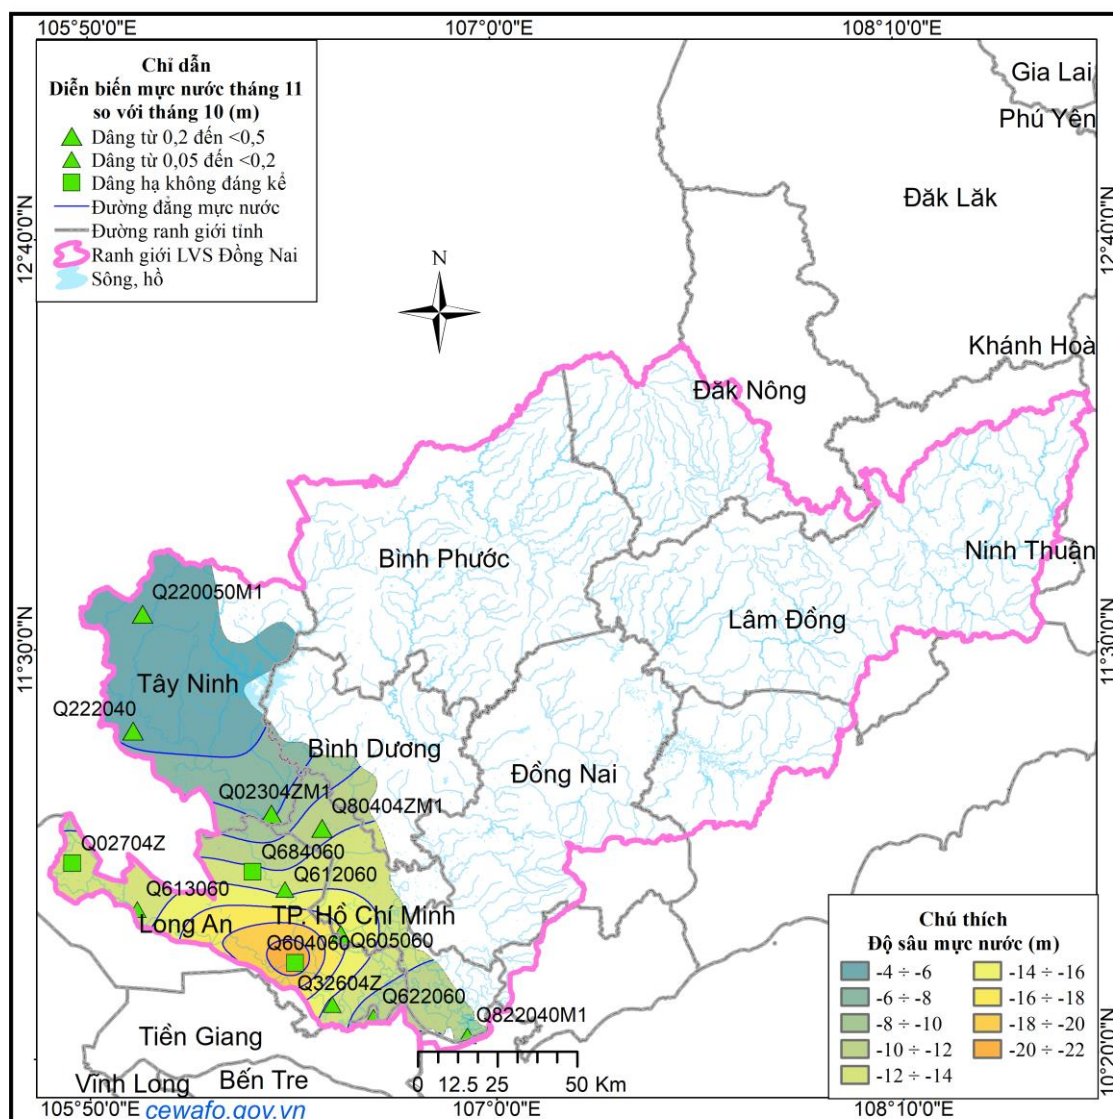 105°50'0"E
107°0'0"E
108°10'0"E
Chỉ dẫn
Diễn biến mực nước tháng 11
so với tháng 10 (m)
Dâng từ 0,2 đến <0,5
Dâng từ 0,05 đến <0,2
Dâng hạ không đáng kể
Đường đẳng mực nước
Đường ranh giới tỉnh
Ranh giới LVS Đồng Nai
Sông, hồ
N
Gia Lai
Phú Yên
Đăk Lăk
12°40'0"N
12°40'0"N
Khánh Hoà
Đăk Nông
Bình Phước
Ninh Thuận
Q220050M1
Lâm Đồng
11°30'0"N
11°30'0"N
Tây Ninh
Q222040
Bình Dương
Đồng Nai
Q02304ZM1
Q80404ZM1
Q02704Z
Q684060
Q612060
Q613060
Long An
TP. Hồ Chí Minh
Q604060
Q605060
Q32604Z
Q622060
Q822040M1
Tiền Giang
Vĩnh Long
Bến Tre
0 12.5 25 50 Km
Chú thích
Độ sâu mực nước (m)
-4 ÷ -6
-6 ÷ -8
-8 ÷ -10
-10 ÷ -12
-12 ÷ -14
-14 ÷ -16
-16 ÷ -18
-18 ÷ -20
-20 ÷ -22
10°20'0"N
105°50'0"E
cewafo.gov.vn
107°0'0"E
108°10'0"E